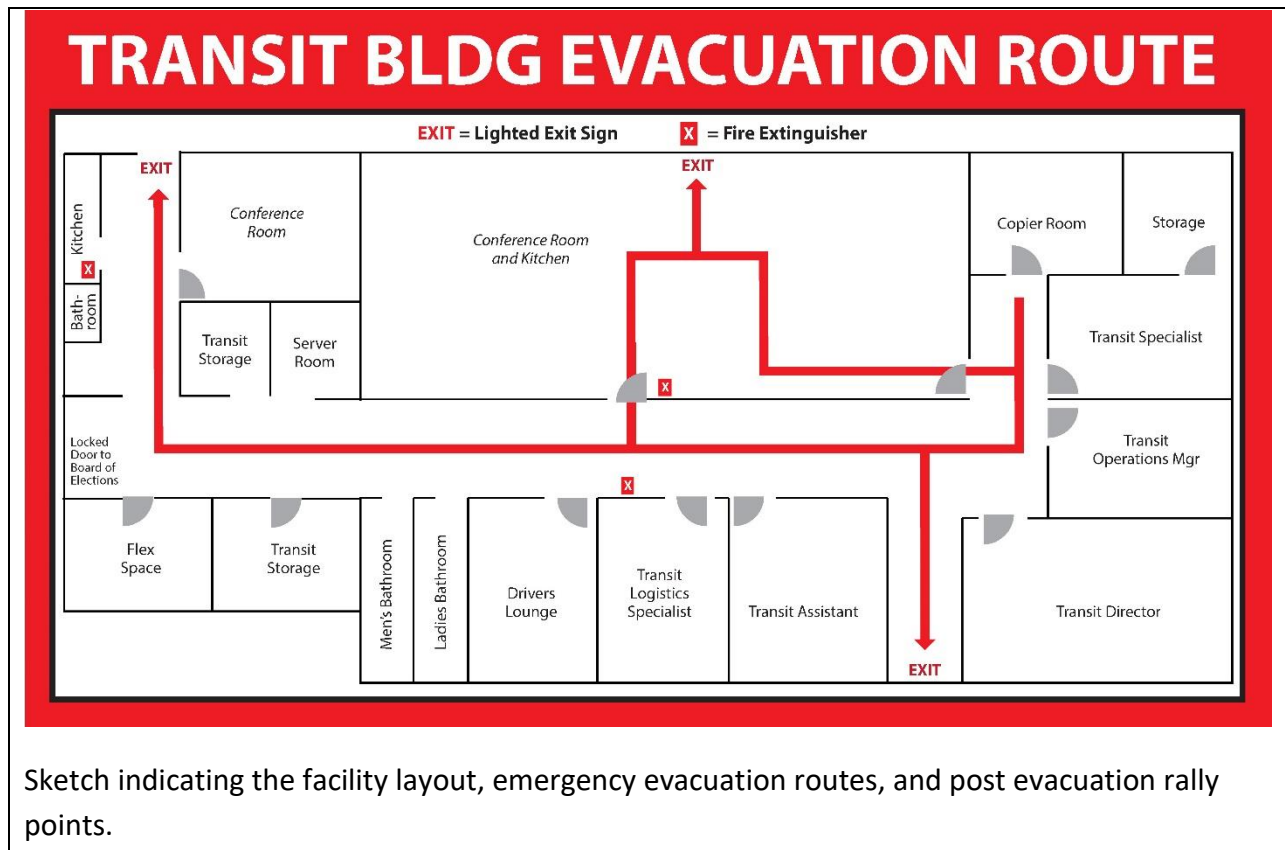 TRANSIT BLDG EVACUATION ROUTE
EXIT = Lighted Exit Sign
X = Fire Extinguisher
EXIT
EXIT
Kitchen
X
Bath-
room
Conference
Room
Conference Room
and Kitchen
Copier Room
Storage
Transit
Storage
Server
Room
Transit Specialist
X
Locked
Door to
Board of
Elections
Transit
Operations Mgr
X
Flex
Space
Transit
Storage
Men's Bathroom
Ladies Bathroom
Drivers
Lounge
Transit
Logistics
Specialist
Transit Assistant
Transit Director
EXIT
Sketch indicating the facility layout, emergency evacuation routes, and post evacuation rally
points.